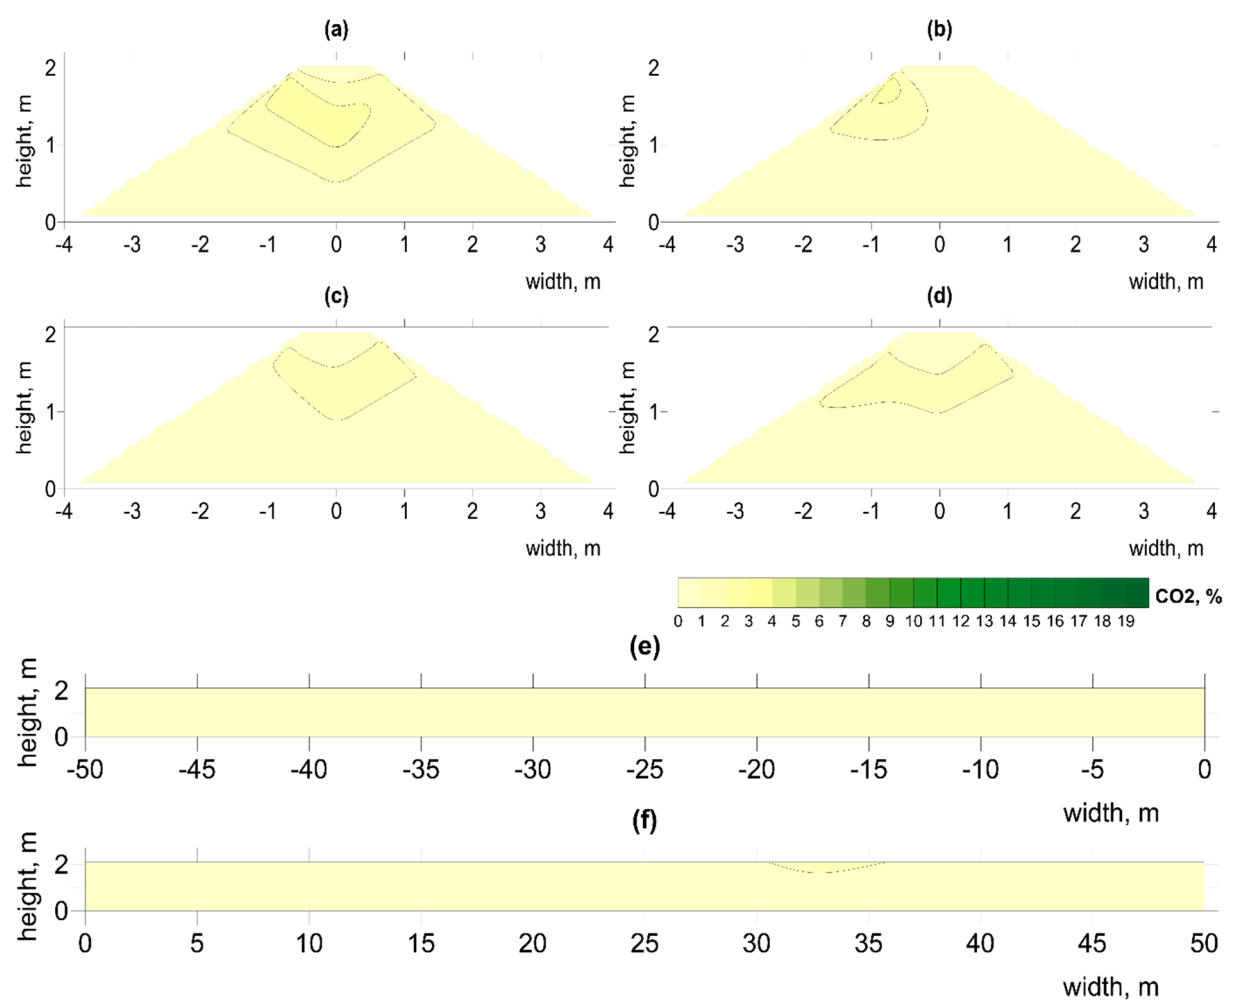 (a) (b)
height, m 2 1 0 height, m 2 1 0
-4 -3 -2 -1 0 1 2 3 4 -4 -3 -2 -1 0 1 2 3 4
width, m width, m
(c) (d)
height, m 2 1 0 height, m 2 1 0
-4 -3 -2 -1 0 1 2 3 4 -4 -3 -2 -1 0 1 2 3 4
width, m width, m
CO2, %
0 1 2 3 4 5 6 7 8 9 10 11 12 13 14 15 16 17 18 19
(e)
height, m 2 0
-50 -45 -40 -35 -30 -25 -20 -15 -10 -5 0
width, m
(f)
height, m 2 0
0 5 10 15 20 25 30 35 40 45 50
width, m